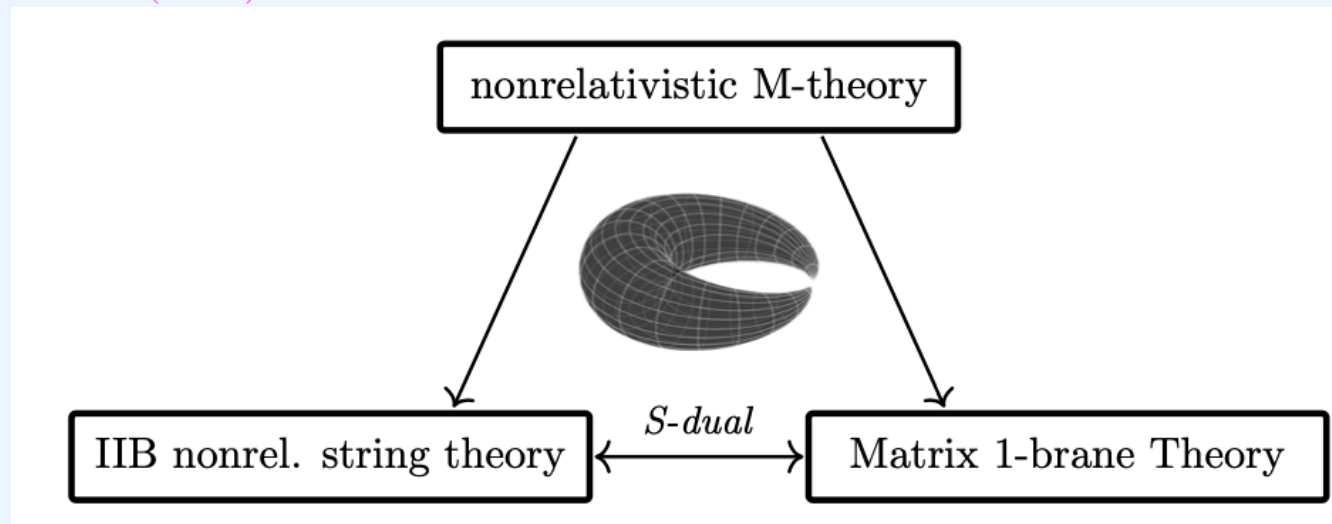 nonrelativistic M-theory
S-dual
IIB nonrel. string theory
Matrix 1-brane Theory